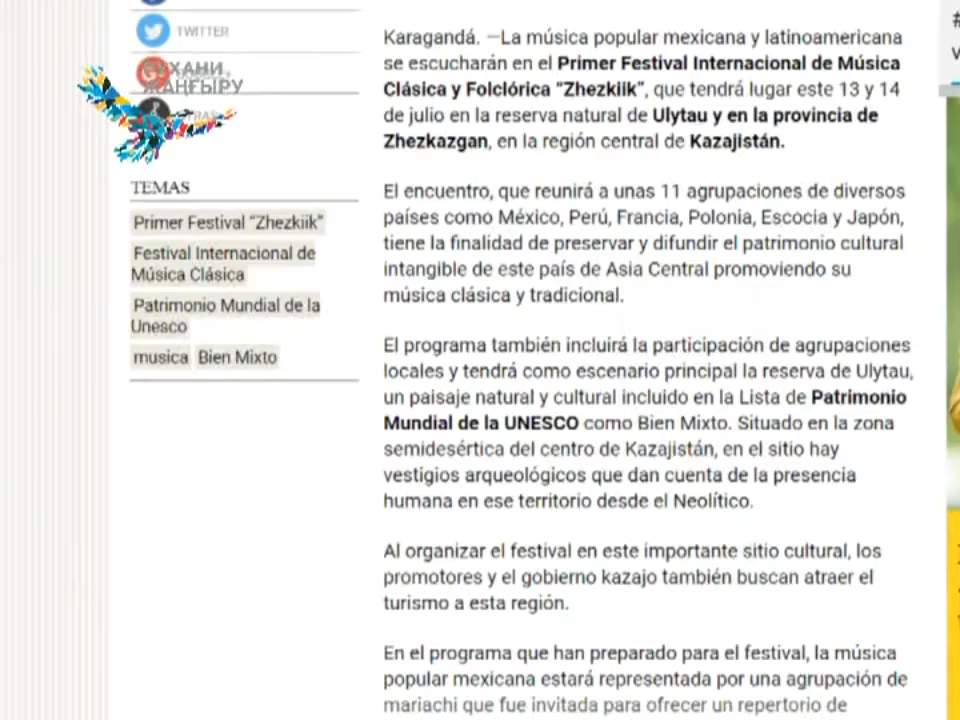 TWITTER
РУХАНИ
ЖАҢҒЫРУ
TEMAS
Primer Festival “Zhezkiik”
Festival Internacional de
Música Clásica
Patrimonio Mundial de la
Unesco
musica Bien Mixto
Karagandá. —La música popular mexicana y latinoamericana
se escucharán en el Primer Festival Internacional de Música
Clásica y Folclórica “Zhezkiik”, que tendrá lugar este 13 y 14
de julio en la reserva natural de Ulytau y en la provincia de
Zhezkazgan, en la región central de Kazajistán.
El encuentro, que reunirá a unas 11 agrupaciones de diversos
países como México, Perú, Francia, Polonia, Escocia y Japón,
tiene la finalidad de preservar y difundir el patrimonio cultural
intangible de este país de Asia Central promoviendo su
música clásica y tradicional.
El programa también incluirá la participación de agrupaciones
locales y tendrá como escenario principal la reserva de Ulytau,
un paisaje natural y cultural incluido en la Lista de Patrimonio
Mundial de la UNESCO como Bien Mixto. Situado en la zona
semidesértica del centro de Kazajistán, en el sitio hay
vestigios arqueológicos que dan cuenta de la presencia
humana en ese territorio desde el Neolítico.
Al organizar el festival en este importante sitio cultural, los
promotores y el gobierno kazajo también buscan atraer el
turismo a esta región.
En el programa que han preparado para el festival, la música
popular mexicana estará representada por una agrupación de
mariachi que fue invitada para ofrecer un repertorio de